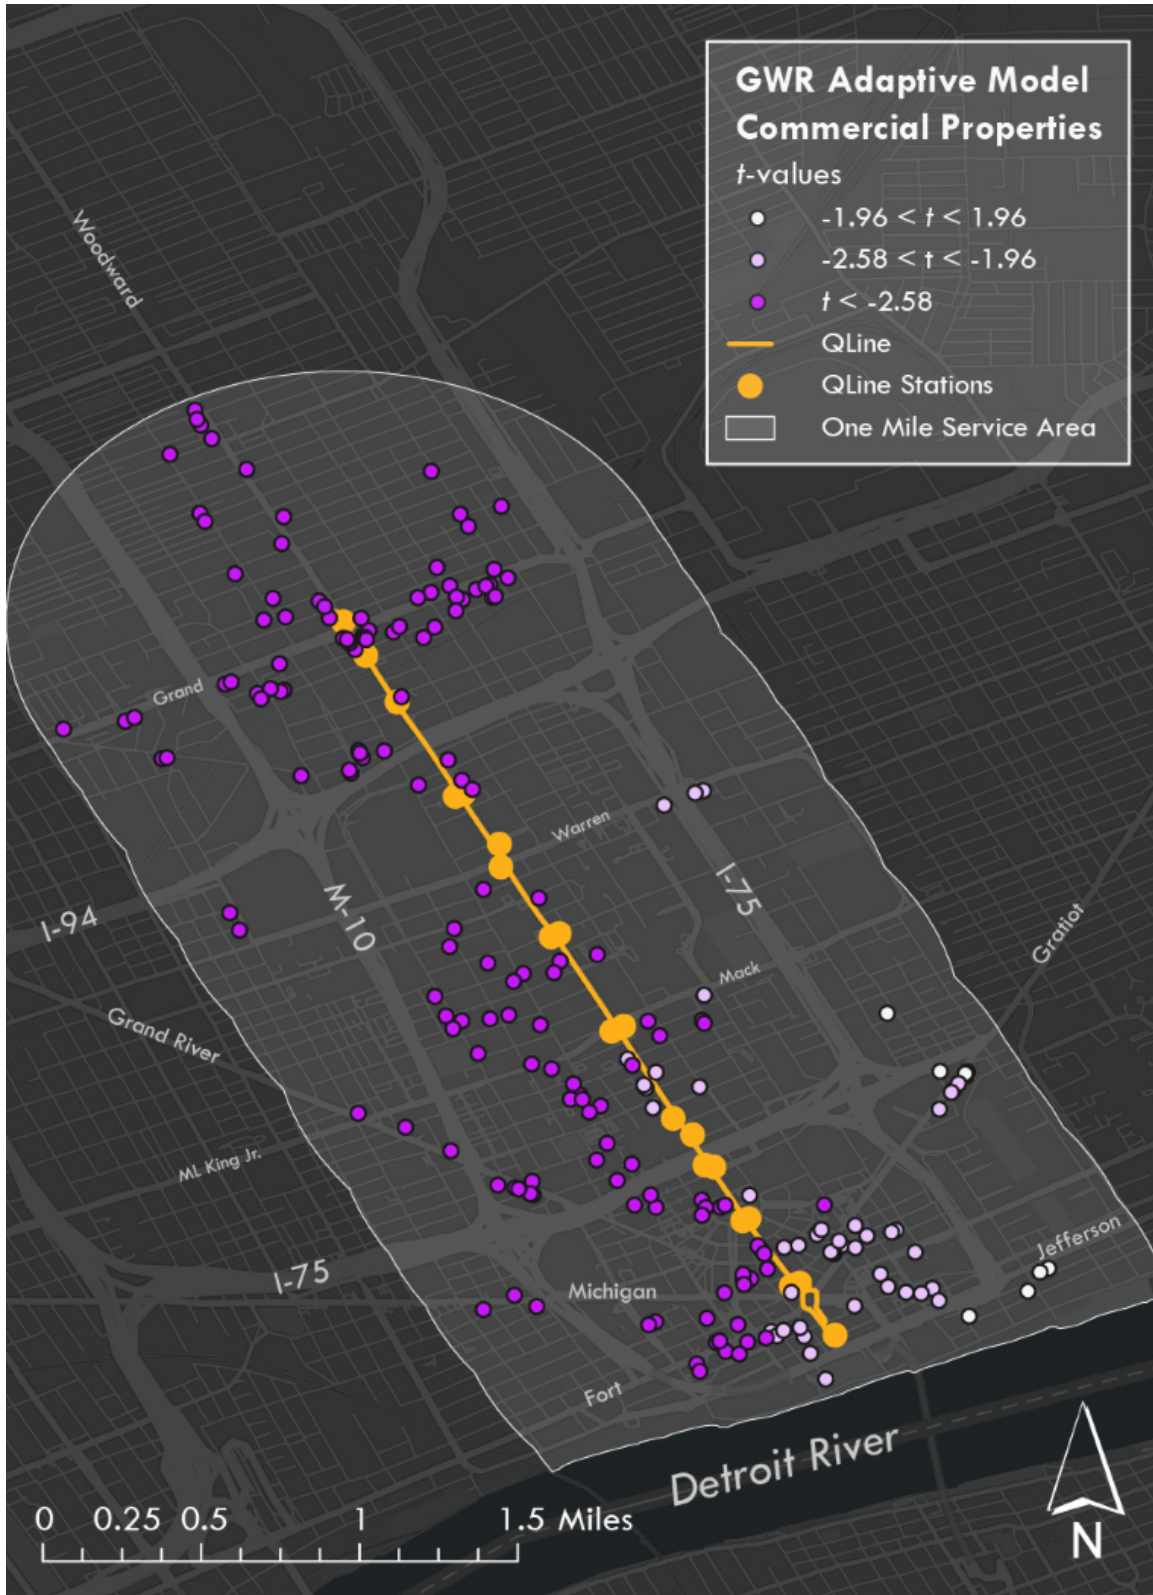 GWR Adaptive Model
Commercial Properties
t-values
-1.96 < t < 1.96
-2.58 < t < -1.96
t < -2.58
QLine
QLine Stations
One Mile Service Area
Woodward
Grand
Warren
I-75
M-10
I-94
Gratiot
Mack
Grand River
ML King Jr.
Jefferson
I-75
Michigan
Fort
Detroit River
0 0.25 0.5 1 1.5 Miles
N